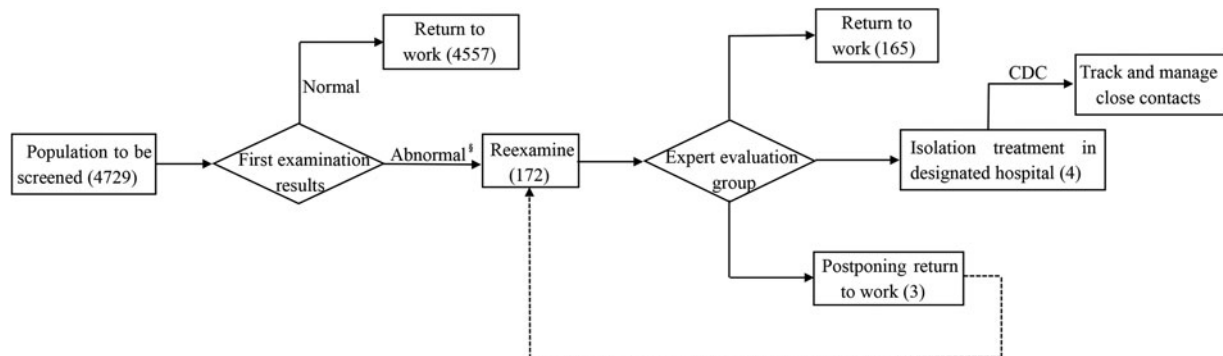 Return to
work (4557)
Normal
Population to be
screened (4729)
First examination
results
Abnormal§
Reexamine
(172)
Expert evaluation
group
Return to
work (165)
CDC
Track and manage
close contacts
Isolation treatment in
designated hospital (4)
Postponing return
to work (3)